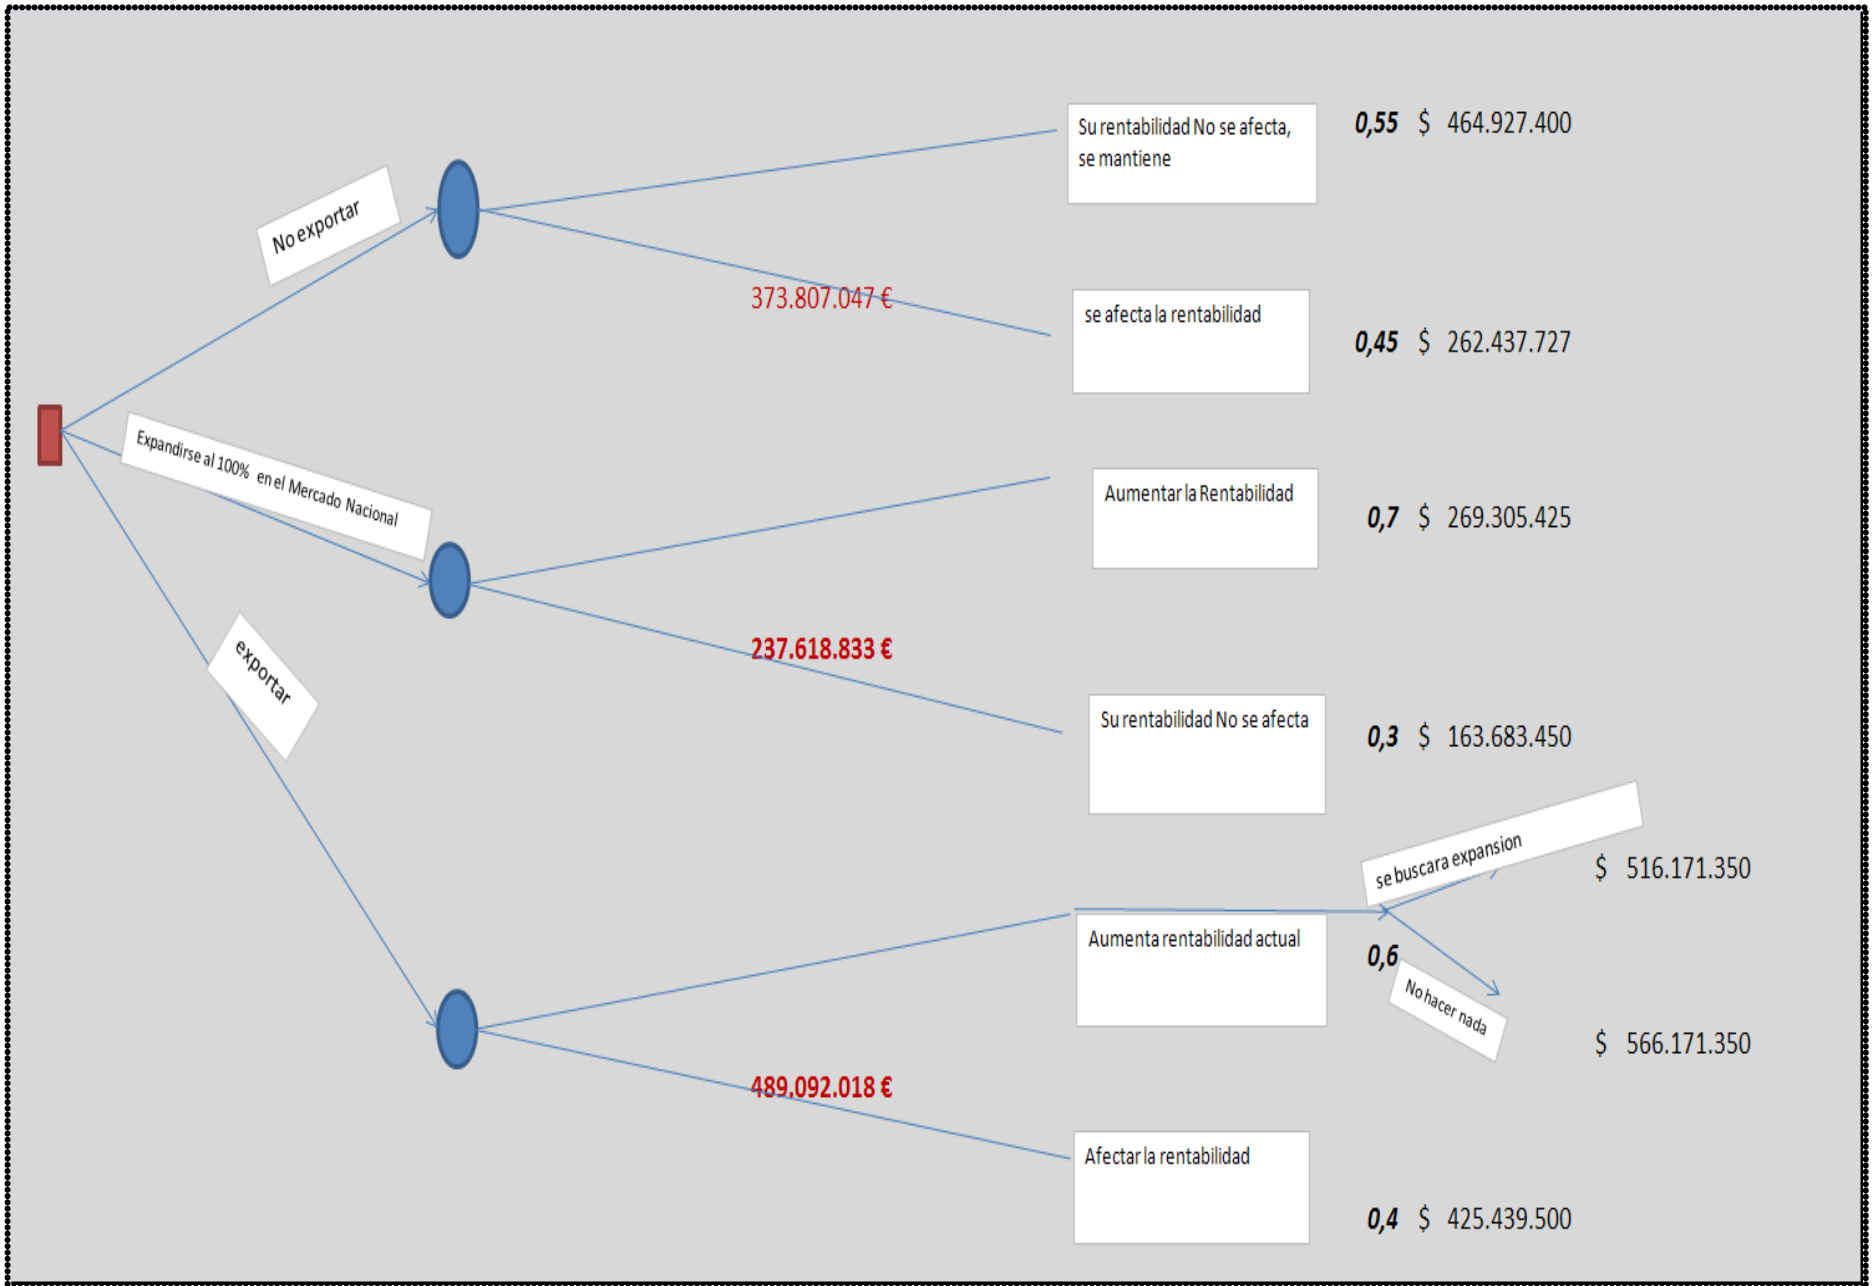 Su rentabilidad No se afecta,
se mantiene
0,55 $ 464.927.400
No exportar
373.807.047 €
se afecta la rentabilidad
0,45 $ 262.437.727
Expandirse al 100% en el Mercado Nacional
Aumentar la Rentabilidad
0,7 $ 269.305.425
exportar
237.618.833 €
Su rentabilidad No se afecta
0,3 $ 163.683.450
se buscara expansion
$ 516.171.350
Aumenta rentabilidad actual
0,6
No hacer nada
$ 566.171.350
489.092.018 €
Afectar la rentabilidad
0,4 $ 425.439.500